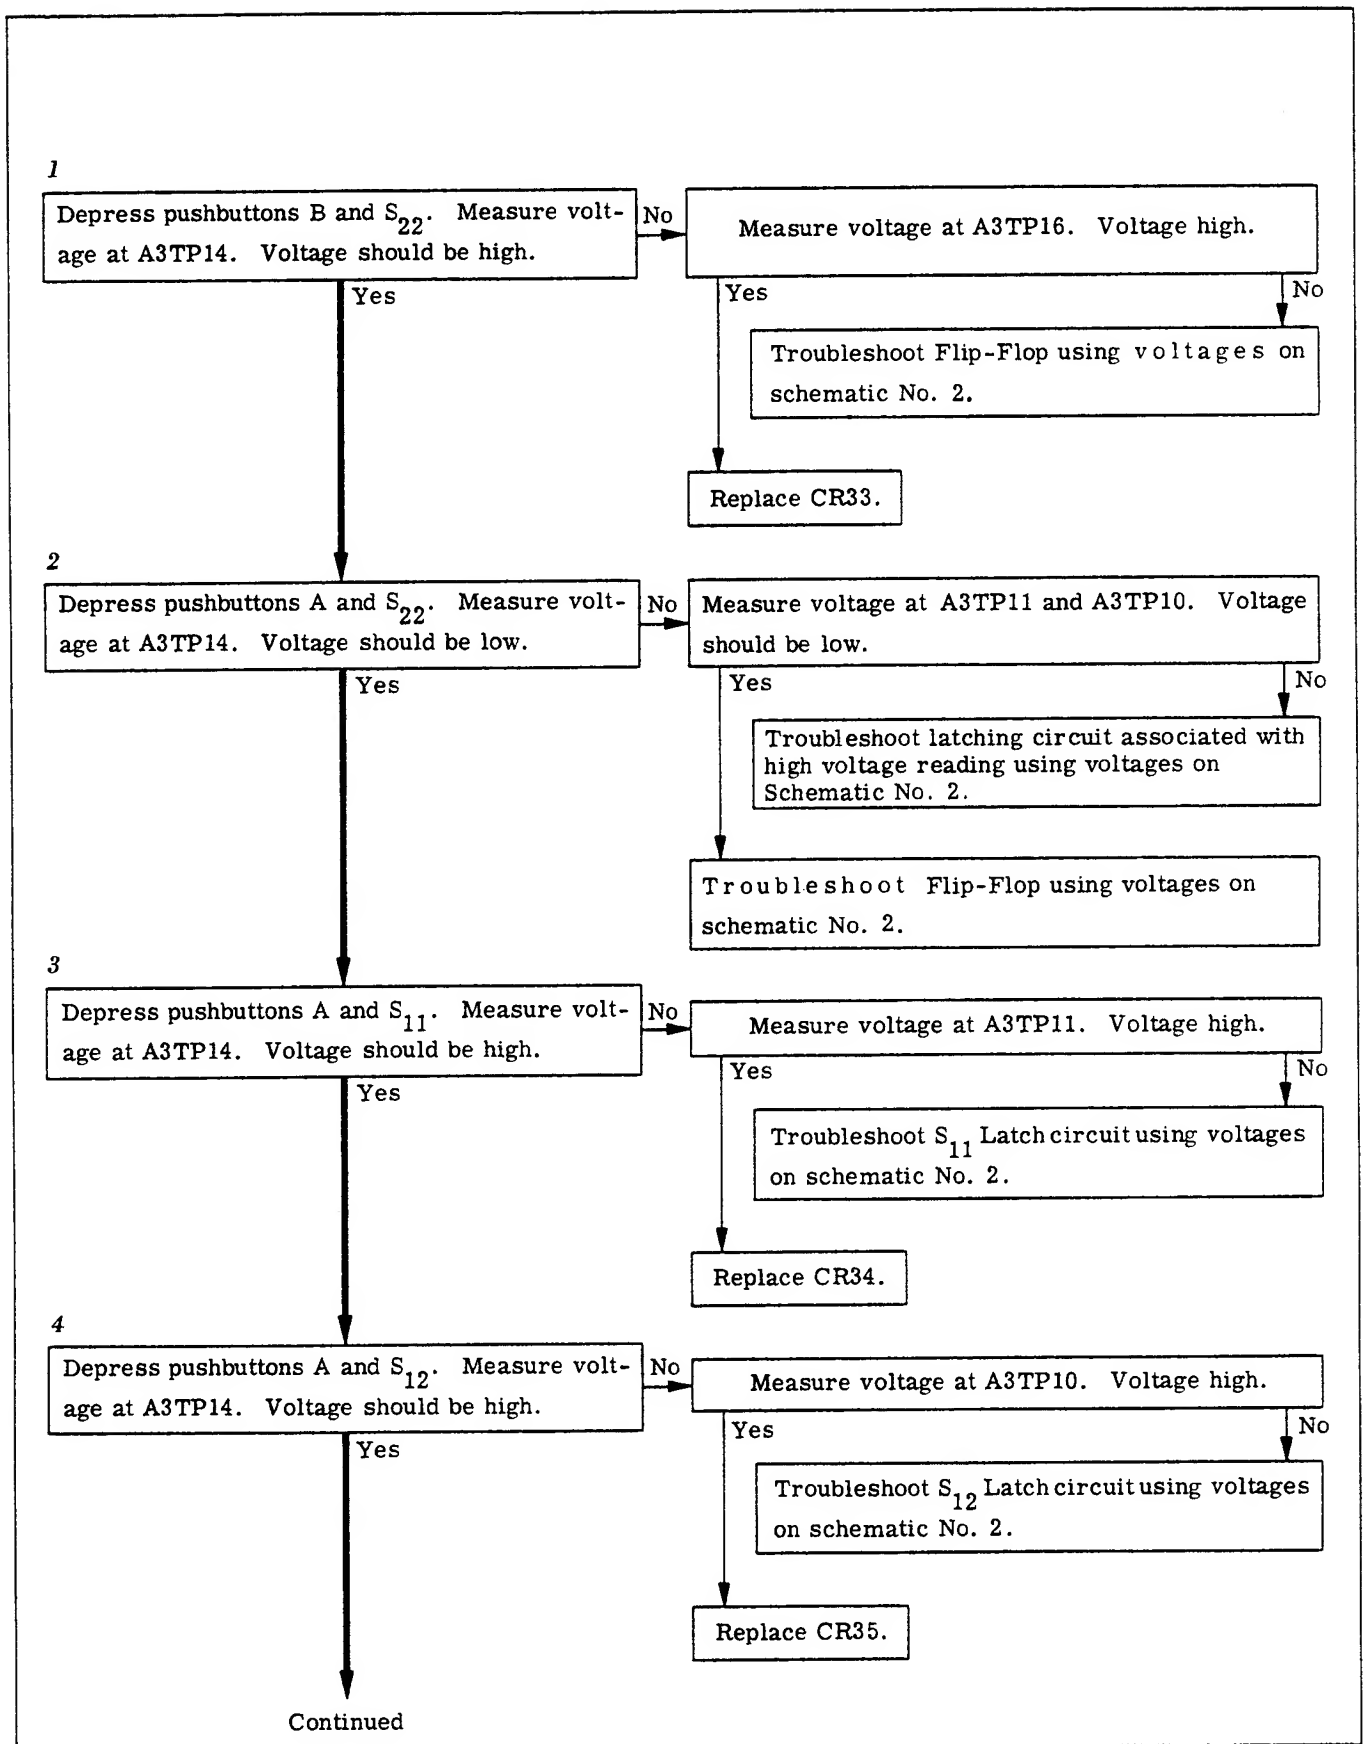 1
Depress pushbuttons B and S22. Measure volt-
age at A3TP14. Voltage should be high.
No
Measure voltage at A3TP16. Voltage high.
Yes
Yes
No
Troubleshoot Flip-Flop using voltages on
schematic No. 2.
Replace CR33.
2
Depress pushbuttons A and S22. Measure volt-
age at A3TP14. Voltage should be low.
No
Measure voltage at A3TP11 and A3TP10. Voltage
should be low.
Yes
Yes
No
Troubleshoot latching circuit associated with
high voltage reading using voltages on
Schematic No. 2.
Troubleshoot Flip-Flop using voltages on
schematic No. 2.
3
Depress pushbuttons A and S11. Measure volt-
age at A3TP14. Voltage should be high.
No
Measure voltage at A3TP11. Voltage high.
Yes
Yes
No
Troubleshoot S11 Latch circuit using voltages
on schematic No. 2.
Replace CR34.
4
Depress pushbuttons A and S12. Measure volt-
age at A3TP14. Voltage should be high.
No
Measure voltage at A3TP10. Voltage high.
Yes
Yes
No
Troubleshoot S12 Latch circuit using voltages
on schematic No. 2.
Replace CR35.
Continued